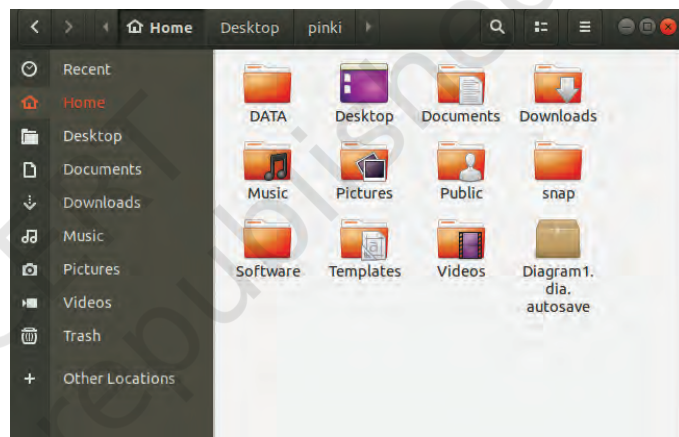 Home Desktop pinki
Recent
Home
Desktop
Documents
Downloads
Music
Pictures
Videos
Trash
Other Locations
DATA Desktop Documents Downloads
Music Pictures Public snap
Software Templates Videos Diagram1.
dia.
autosave
republished